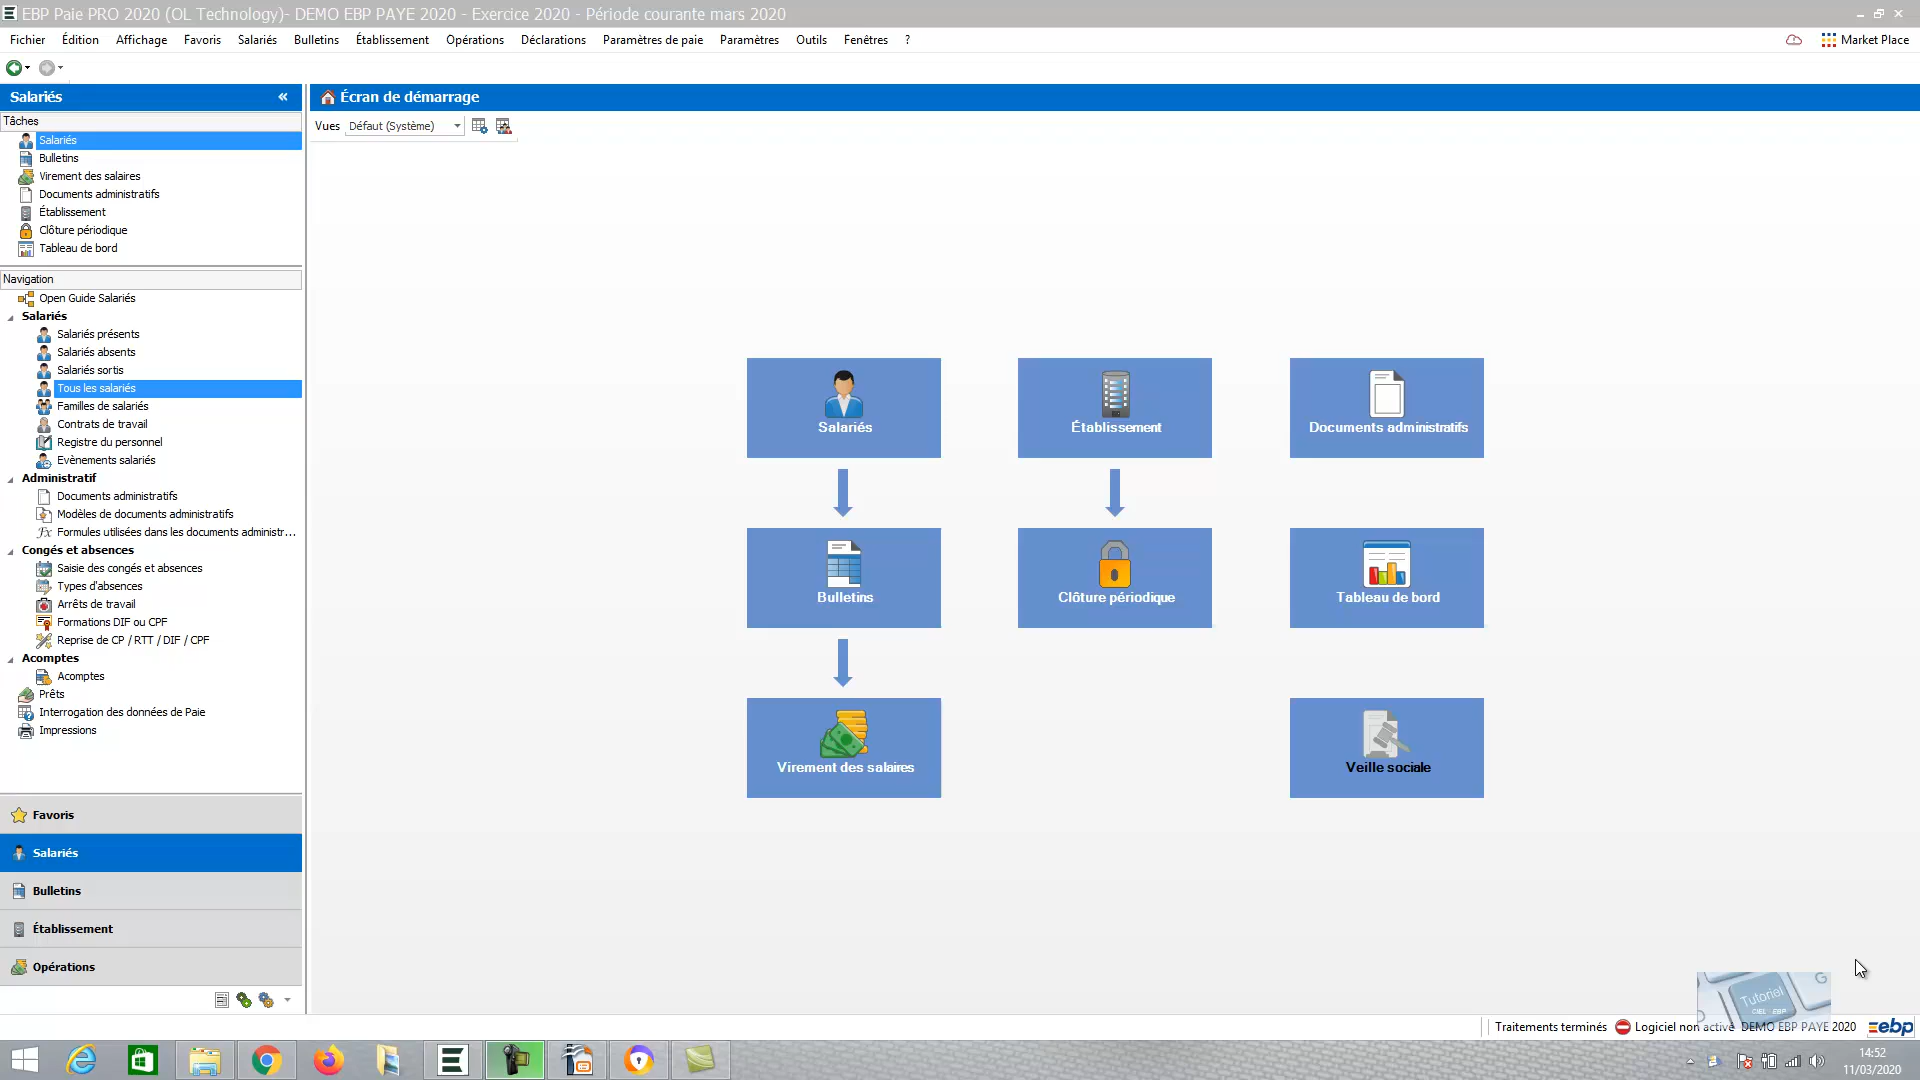 EBP Paie PRO 2020 (OL Technology)- DEMO EBP PAYE 2020 - Exercice 2020 - Période courante mars 2020
Fichier Édition Affichage Favoris Salariés Bulletins Établissement Opérations Déclarations Paramètres de paie Paramètres Outils Fenêtres ? Market Place
Salariés «
Écran de démarrage
Tâches
Vues Défaut (Système)
Salariés
Bulletins
Virement des salaires
Documents administratifs
Établissement
Clôture périodique
Tableau de bord
Navigation
Open Guide Salariés
Salariés
Salariés présents
Salariés absents
Salariés sortis
Tous les salariés
Familles de salariés
Contrats de travail
Registre du personnel
Evènements salariés
Administratif
Documents administratifs
Modèles de documents administratifs
Formules utilisées dans les documents administr...
Congés et absences
Saisie des congés et absences
Types d'absences
Arrêts de travail
Formations DIF ou CPF
Reprise de CP / RTT / DIF / CPF
Acomptes
Acomptes
Prêts
Interrogation des données de Paie
Impressions
Favoris
Salariés
Bulletins
Établissement
Opérations
Salariés
Établissement
Documents administratifs
Bulletins
Clôture périodique
Tableau de bord
Virement des salaires
Veille sociale
Tutoriel
CIEL - EBP
Traitements terminés Logiciel non activé DEMO EBP PAYE 2020 ebp
14:52
11/03/2020